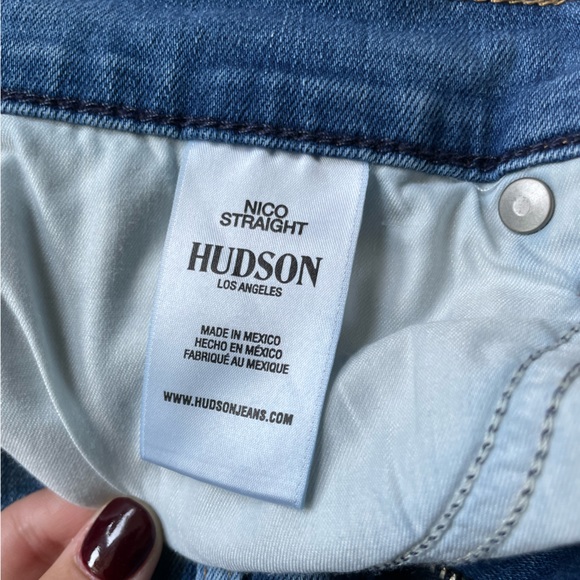 NICO
STRAIGHT
HUDSON
LOS ANGELES
MADE IN MEXICO
HECHO EN MÉXICO
FABRIQUÉ AU MEXIQUE
WWW.HUDSONJEANS.COM